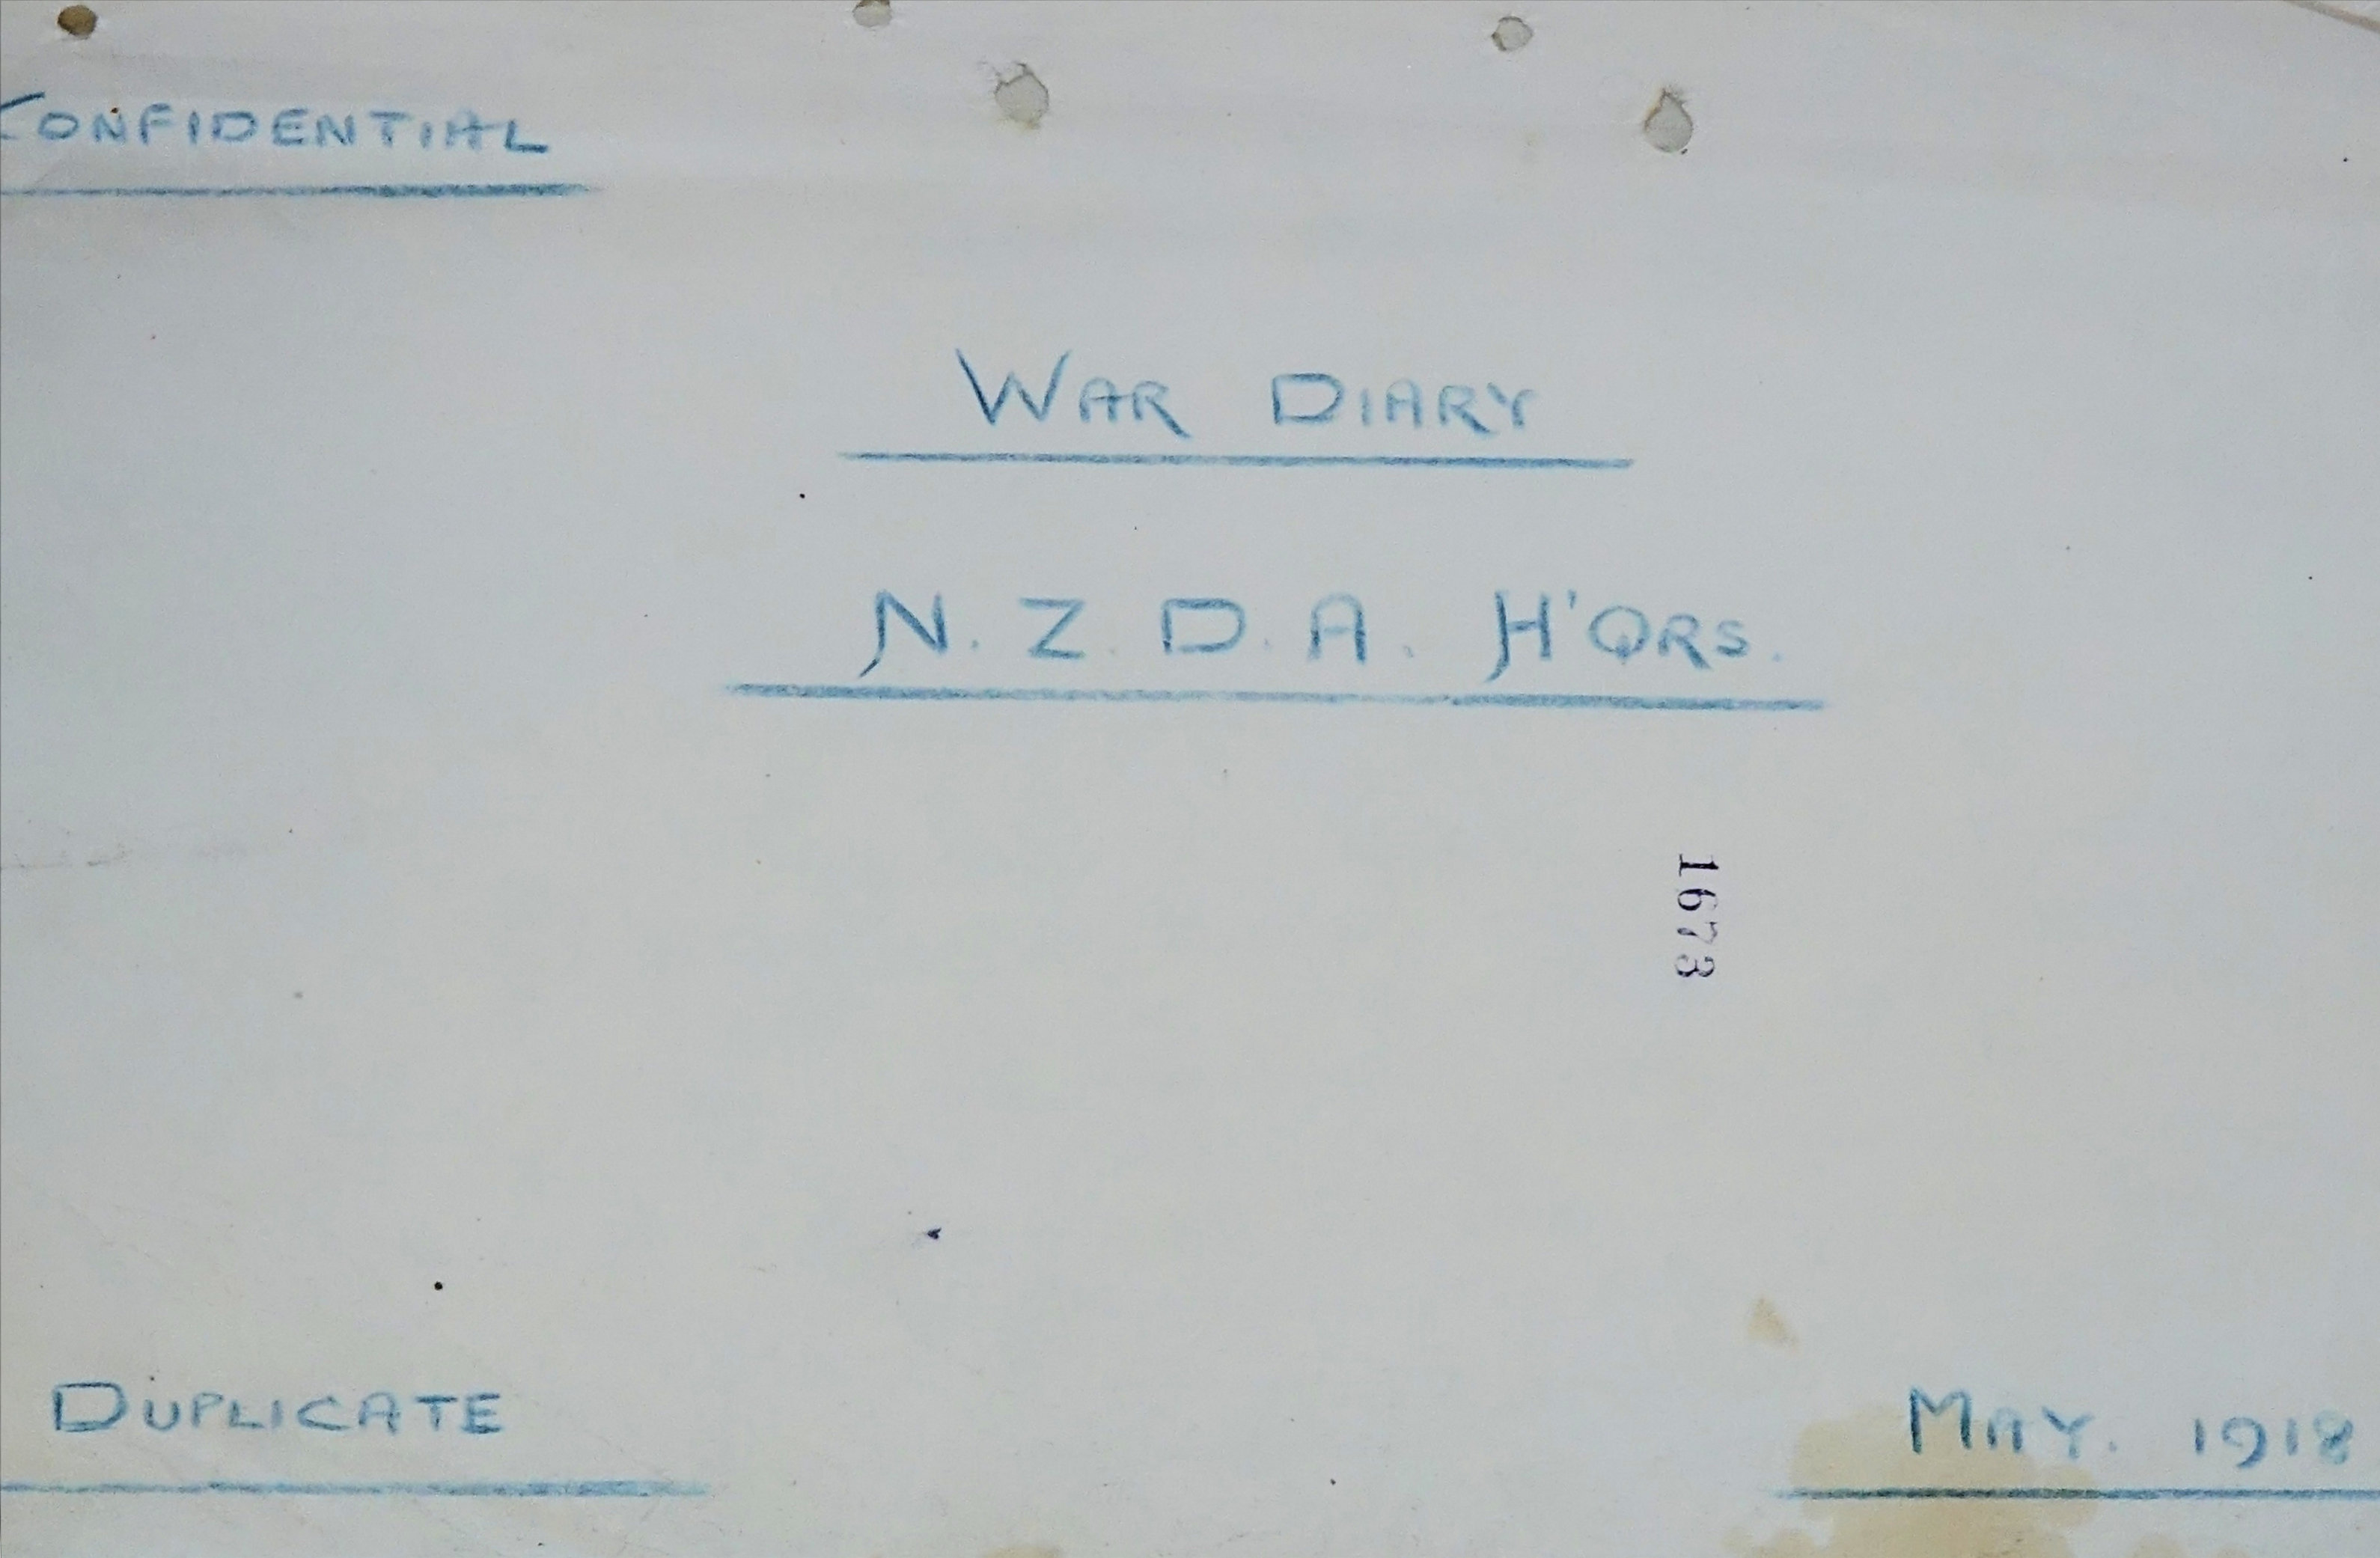 CONFIDENTIAL
WAR DIARY
N. Z. D. A. H'QRS.
1673
DUPLICATE
MAY. 1918